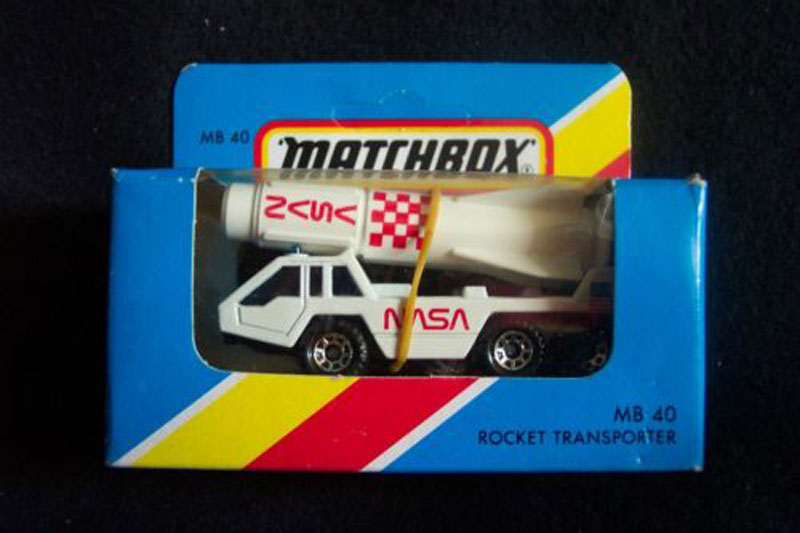 MB 40
"MATCHBOX"®
NASA
NASA
MB 40
ROCKET TRANSPORTER